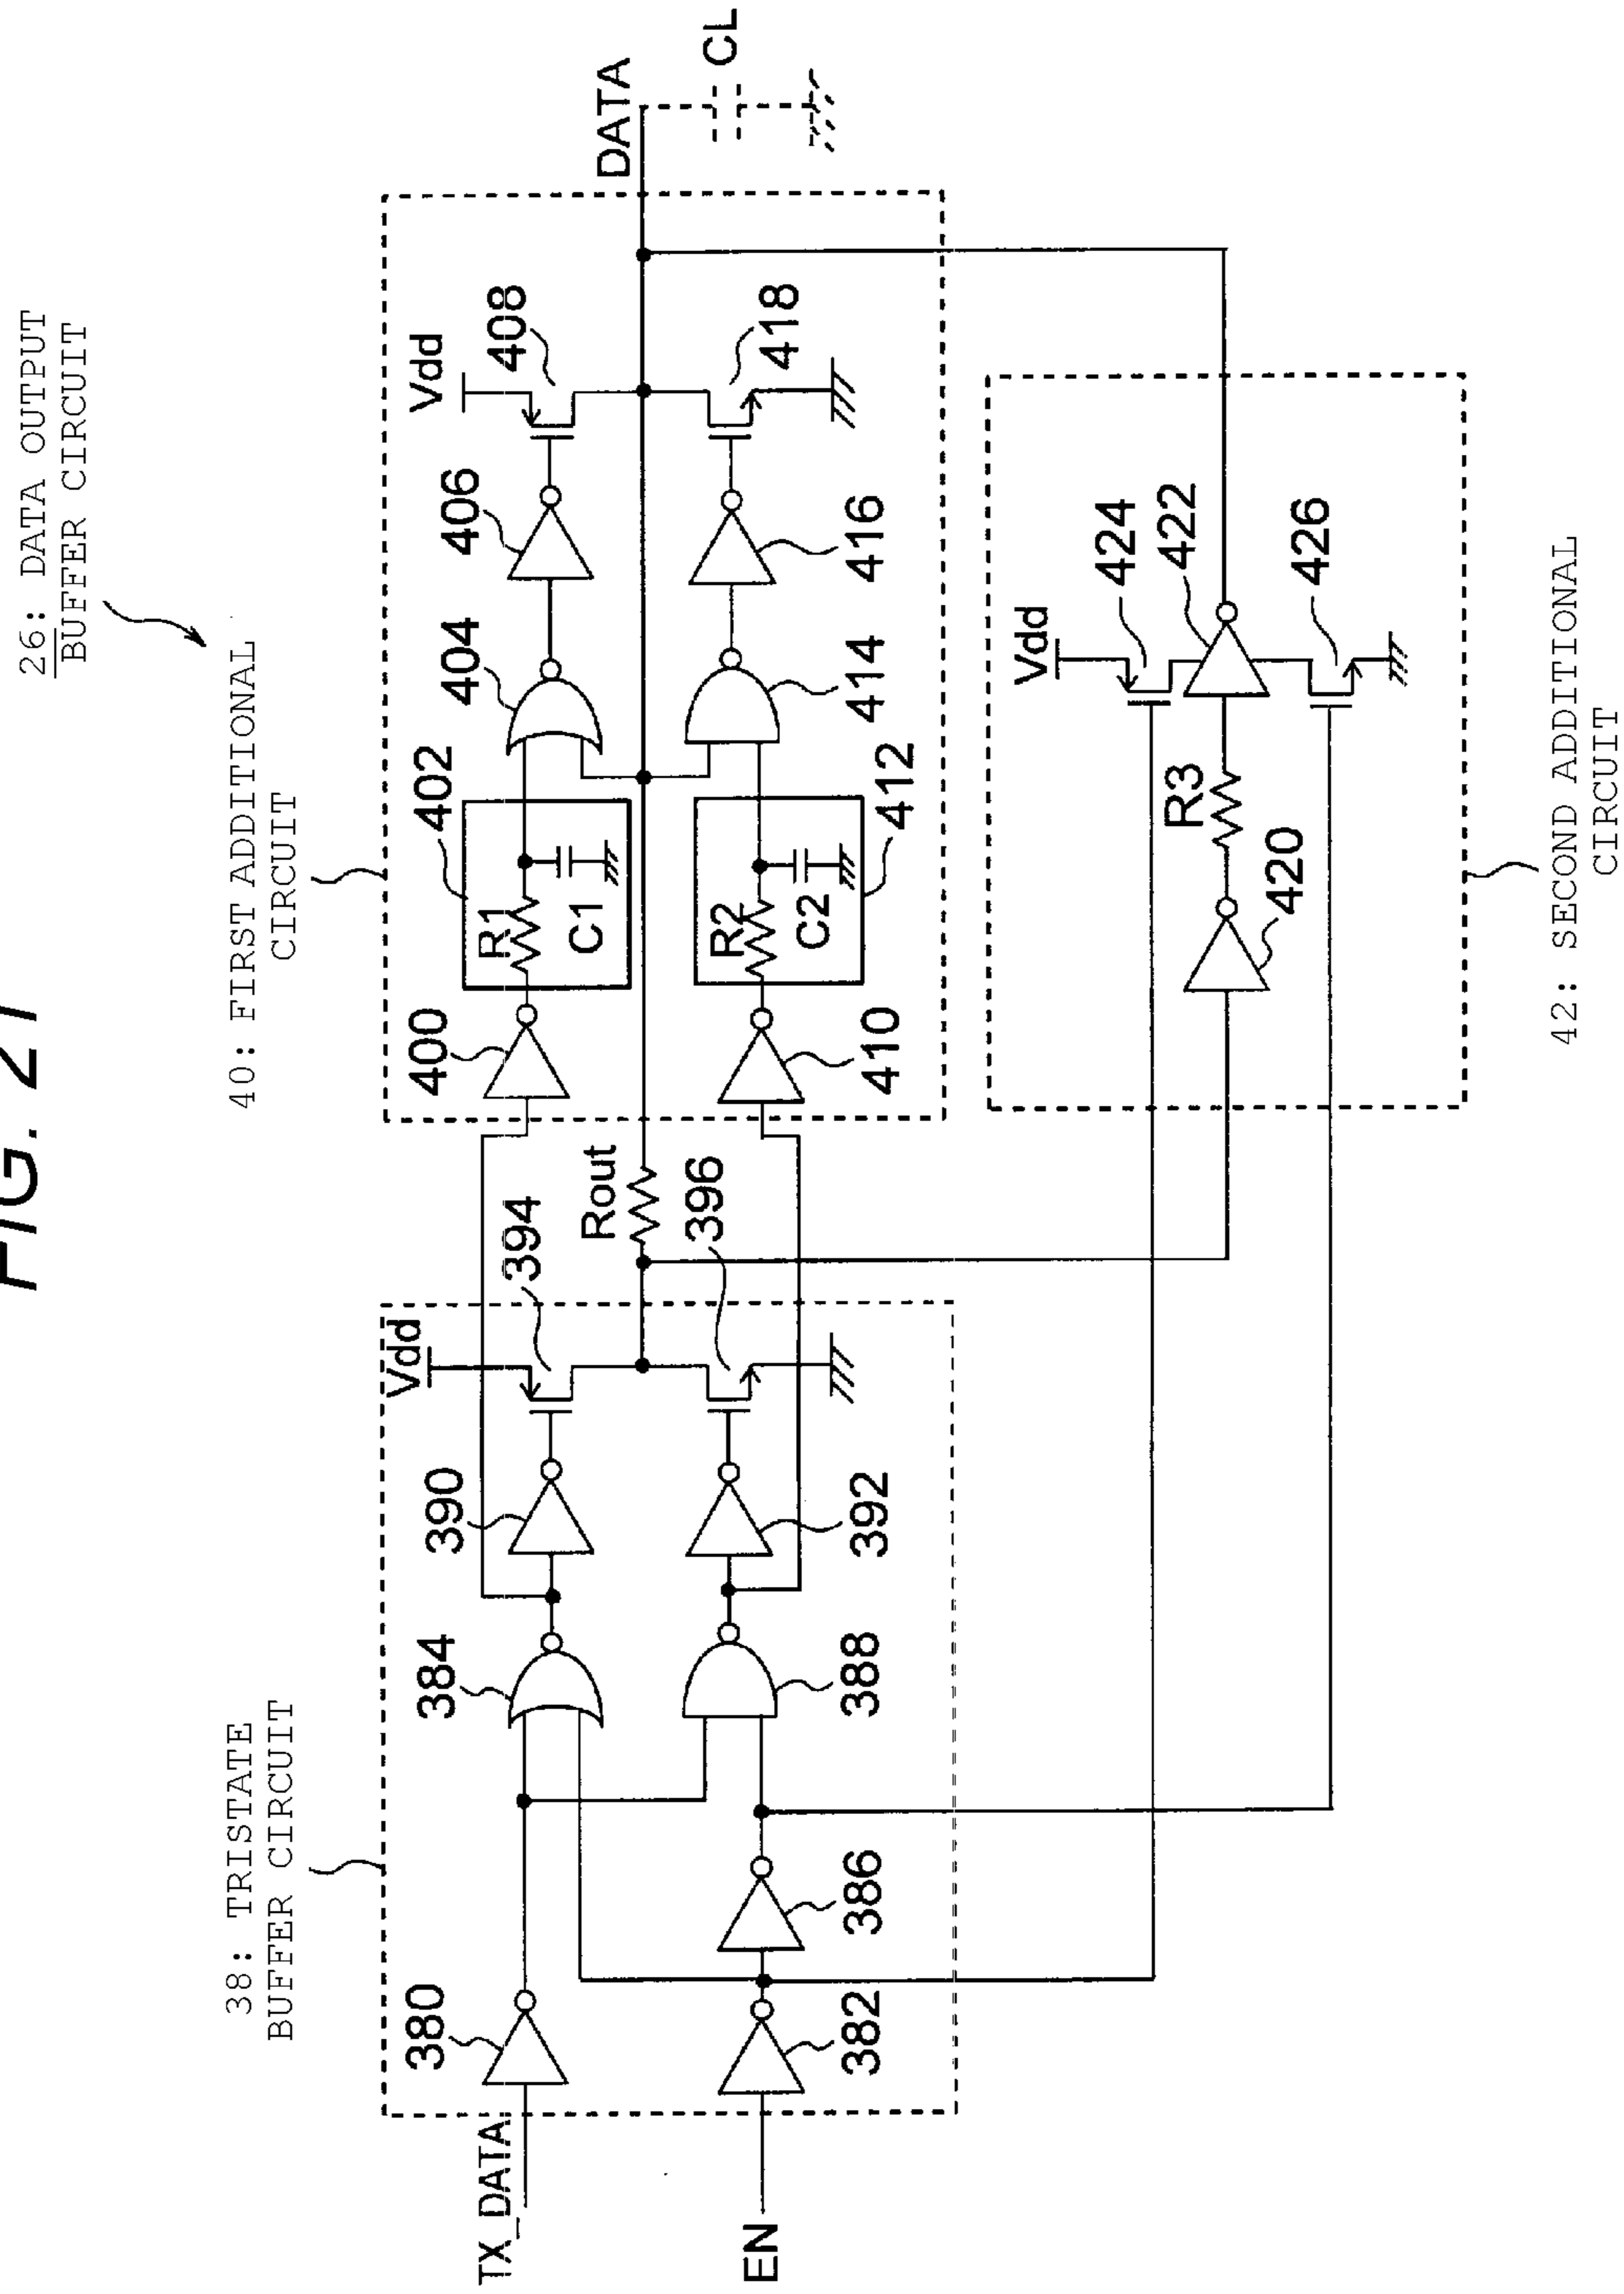 FIG. 21
26: DATA OUTPUT
BUFFER CIRCUIT
38: TRISTATE
BUFFER CIRCUIT
40: FIRST ADDITIONAL
CIRCUIT
TX_DATA
EN
380
382
384
386
388
390
392
Vdd
394
396
Rout
400
R1
C1
402
404
406
Vdd
408
410
R2
C2
412
414
416
418
DATA
CL
420
R3
Vdd
424
422
426
42: SECOND ADDITIONAL
CIRCUIT